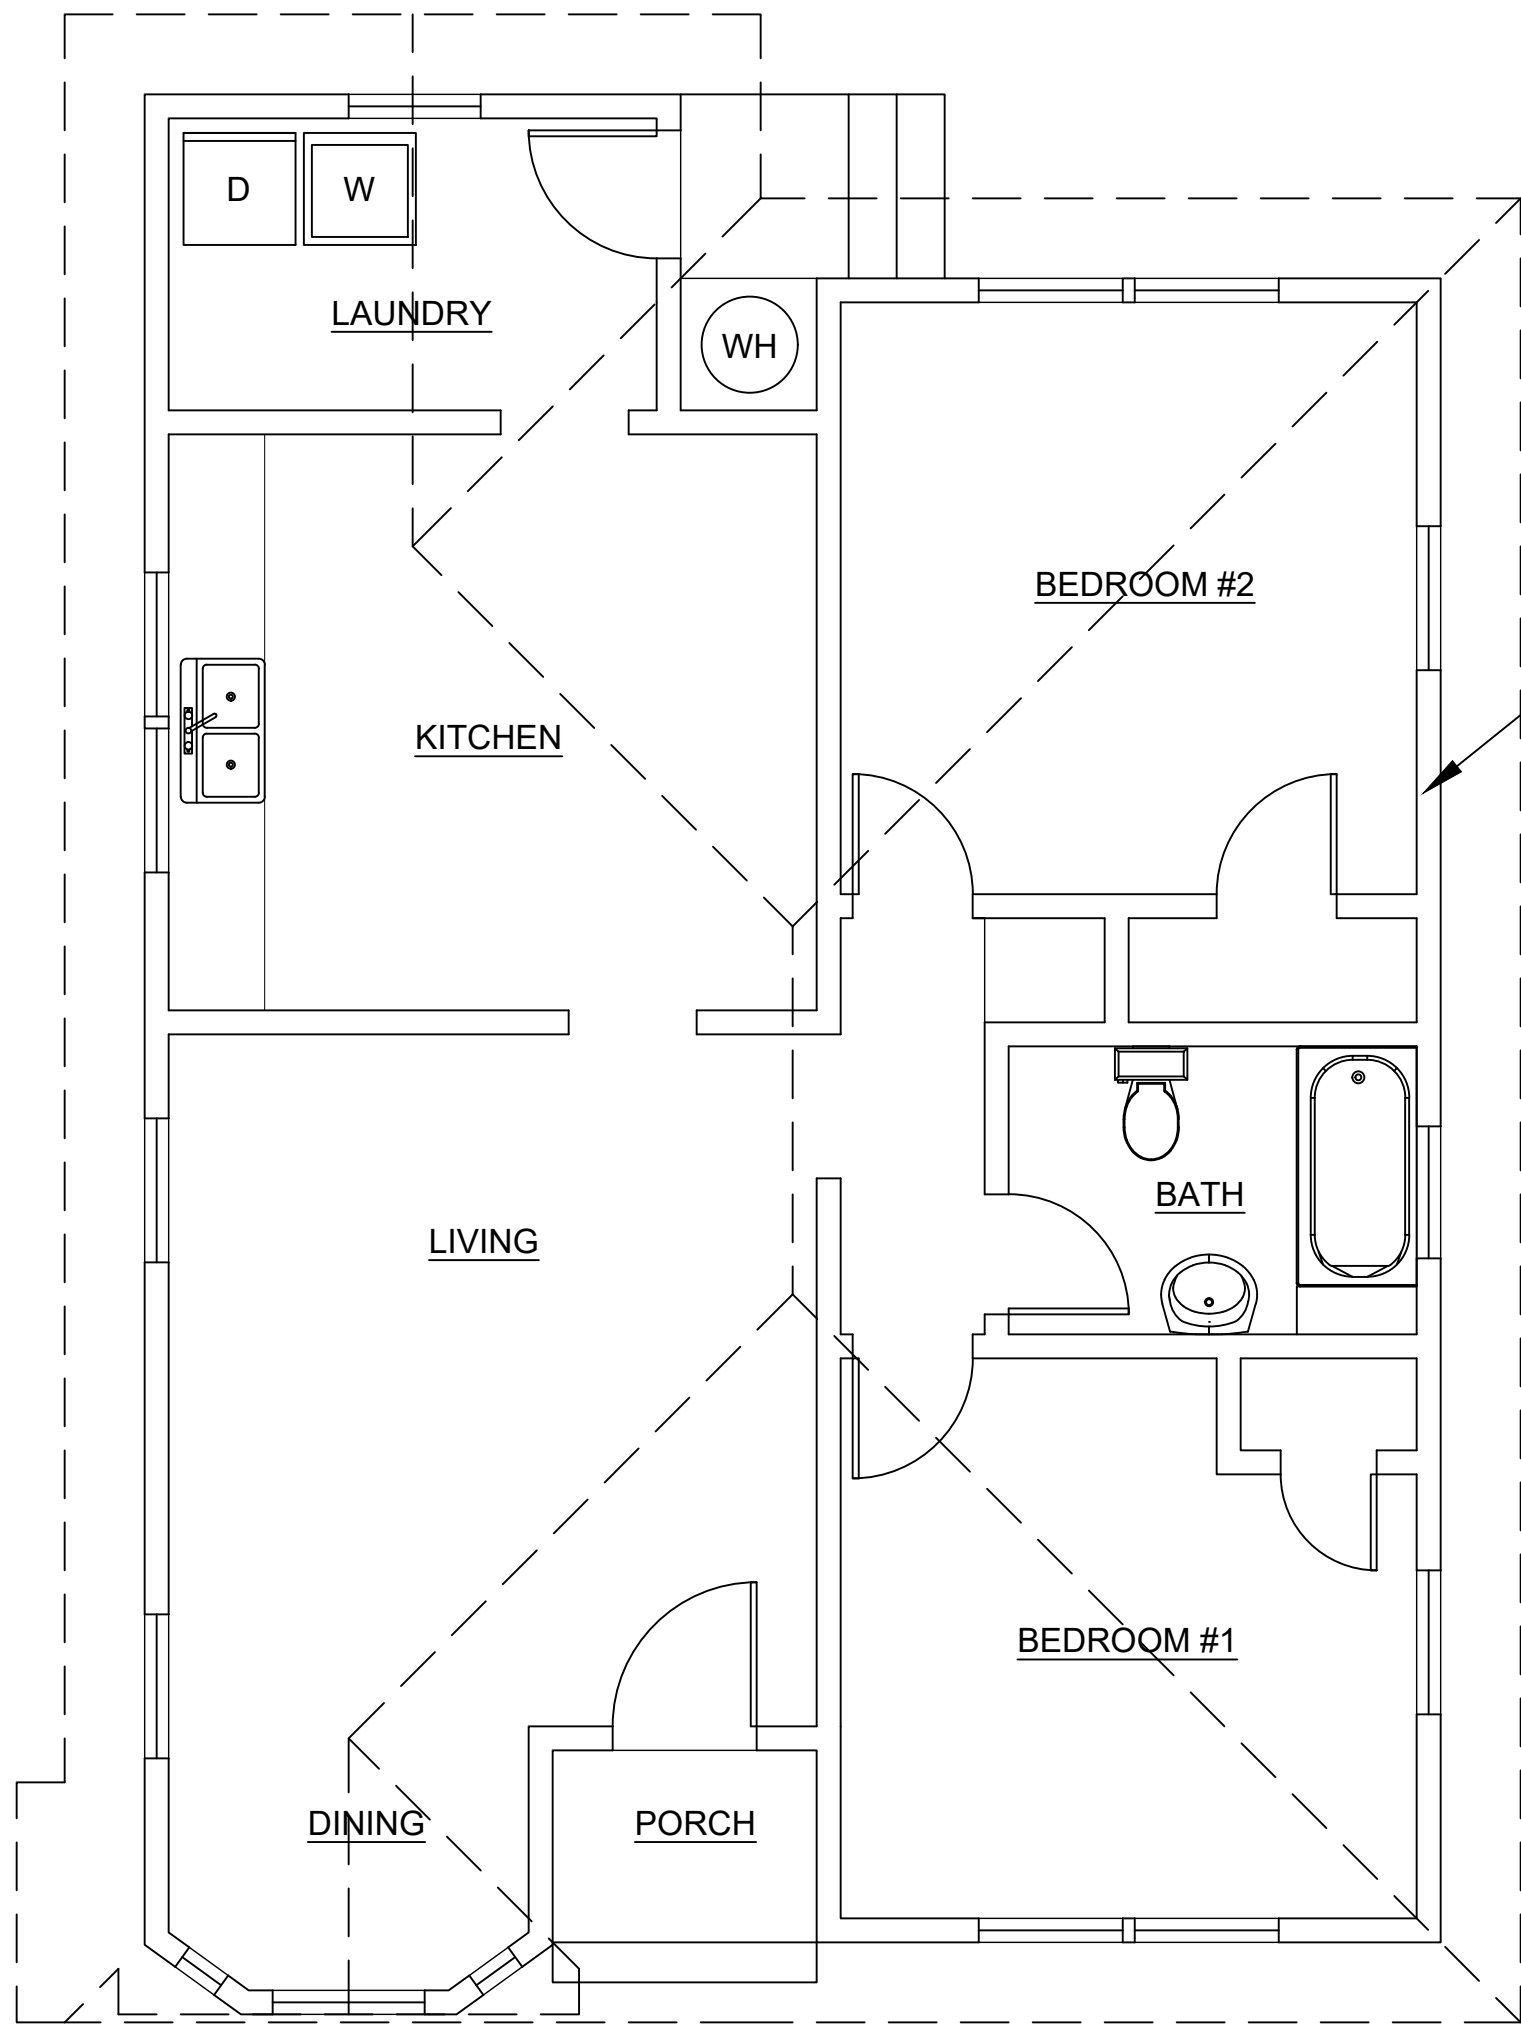 D
W
LAUNDRY
WH
BEDROOM #2
KITCHEN
BATH
LIVING
BEDROOM #1
DINING
PORCH